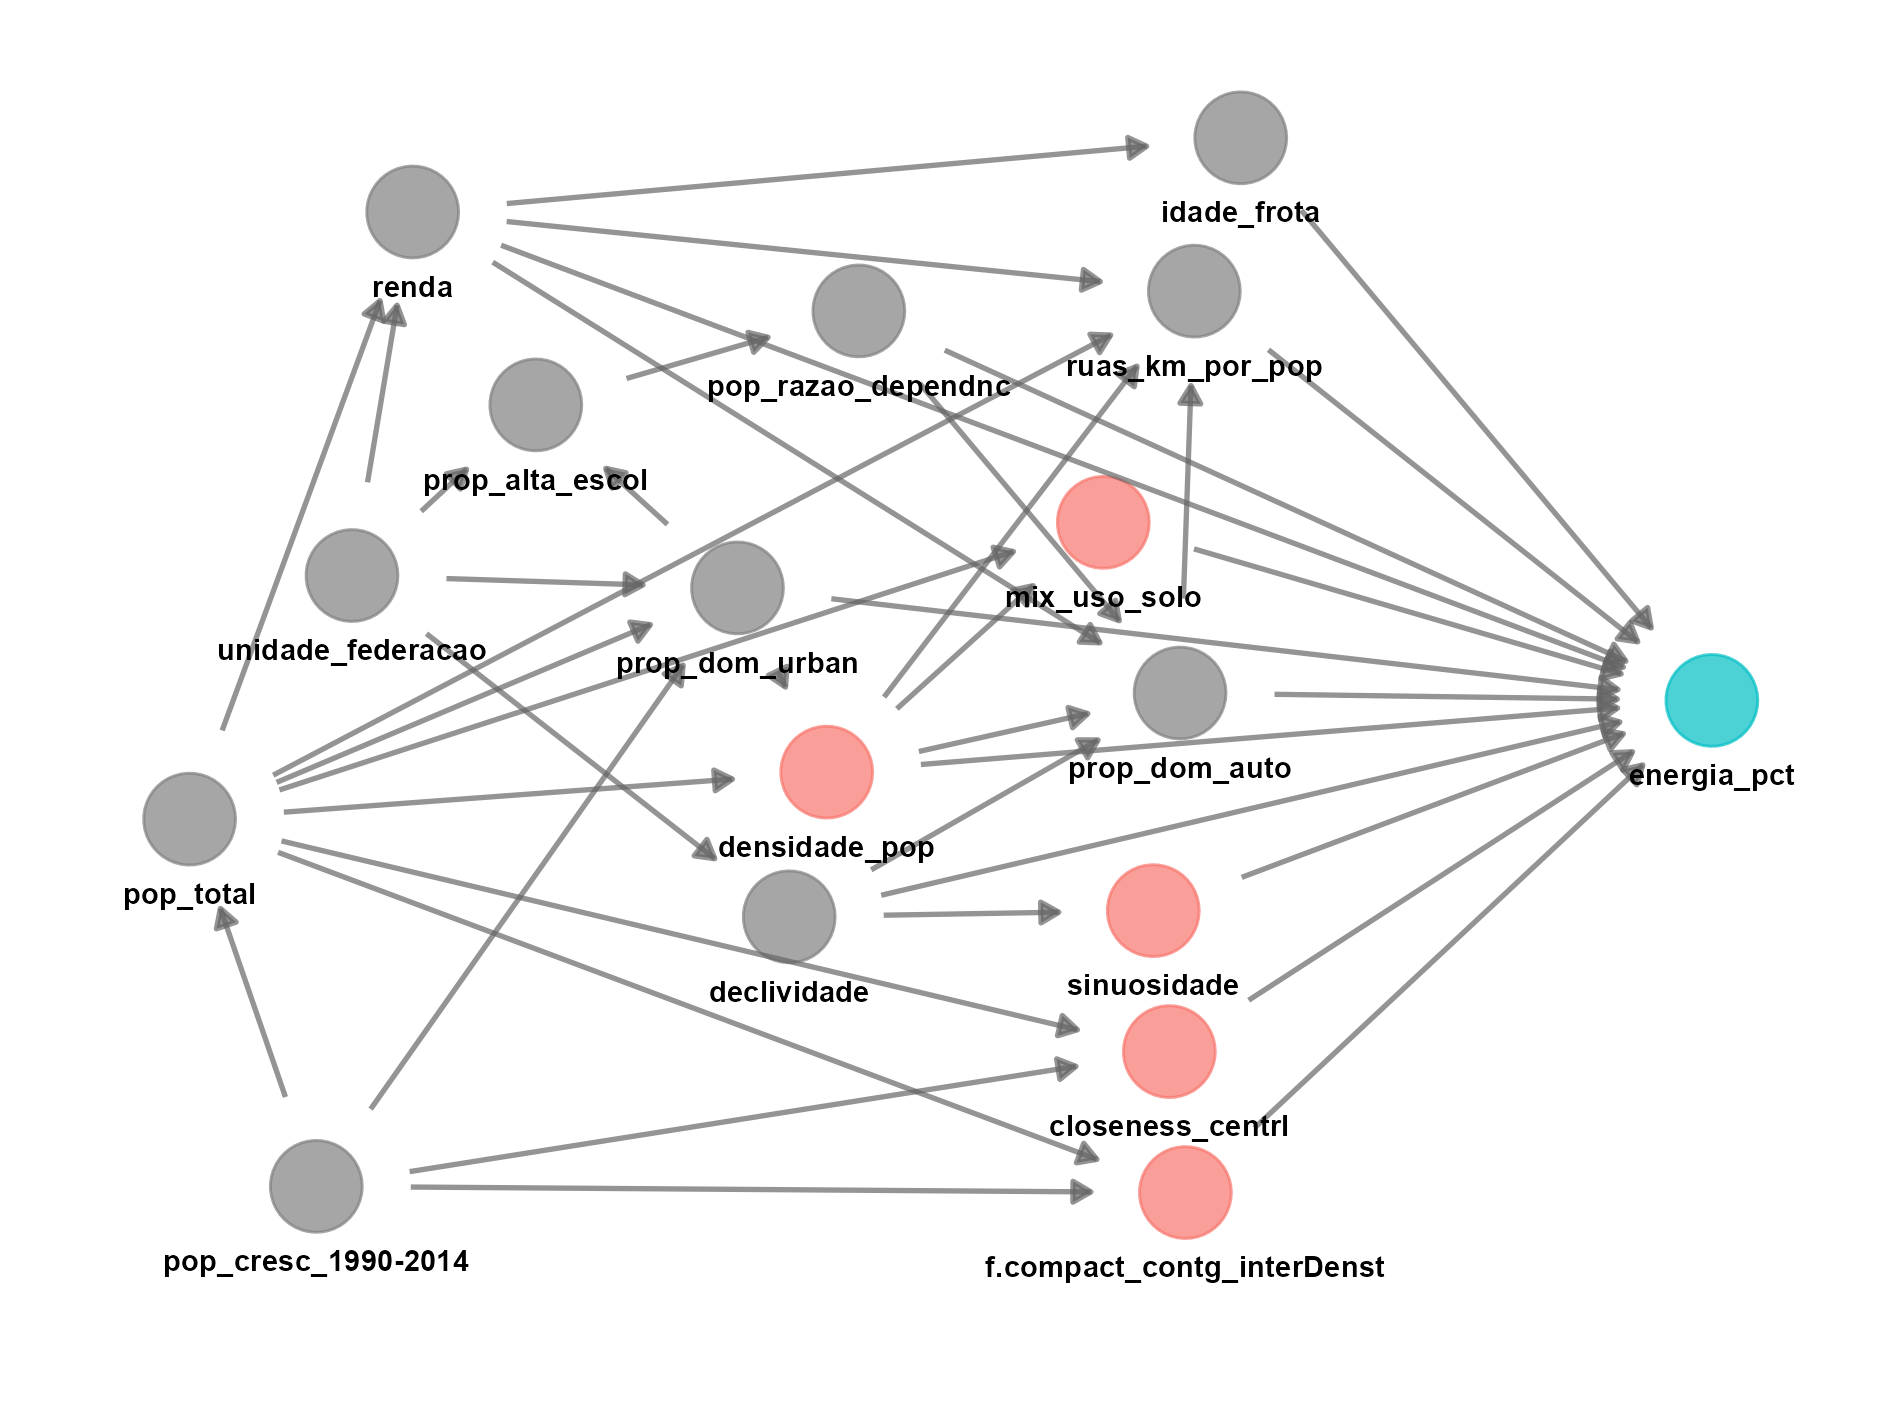 idade_frota
renda
ruas_km_por_pop
pop_razao_dependnc
prop_alta_escol
mix_uso_solo
unidade_federacao
prop_dom_urban
prop_dom_auto
energia_pct
densidade_pop
pop_total
sinuosidade
declividade
closeness_centrl
pop_cresc_1990-2014
f.compact_contg_interDenst